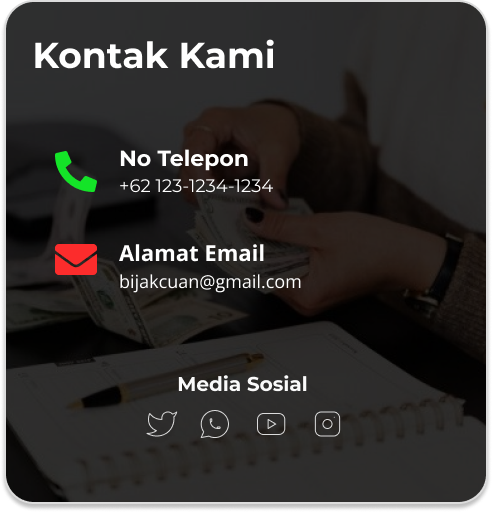 Kontak Kami
No Telepon
+62 123-1234-1234
Alamat Email
bijakcuan@gmail.com
Media Sosial